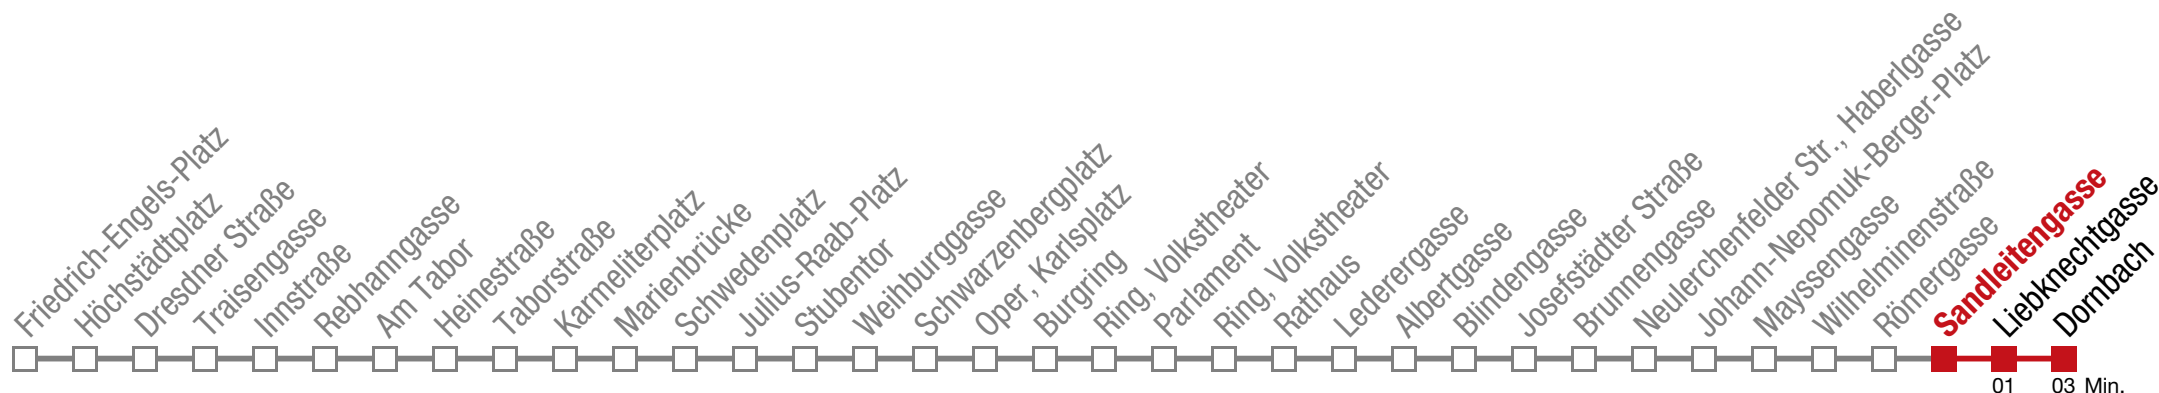 Friedrich-Engels-Platz
Höchstädtplatz
Dresdner Straße
Traisengasse
Innstraße
Rebhanngasse
Am Tabor
Heinestraße
Taborstraße
Karmeliterplatz
Marienbrücke
Schwedenplatz
Julius-Raab-Platz
Stubentor
Weihburggasse
Schwarzenbergplatz
Oper, Karlsplatz
Burgring
Ring, Volkstheater
Parlament
Ring, Volkstheater
Rathaus
Lederergasse
Albertgasse
Blindengasse
Josefstädter Straße
Brunnengasse
Neulerchenfelder Str., Haberlgasse
Johann-Nepomuk-Berger-Platz
Mayssengasse
Wilhelminenstraße
Römergasse
Sandleitengasse
Liebknechtgasse
Dornbach
01 03 Min.